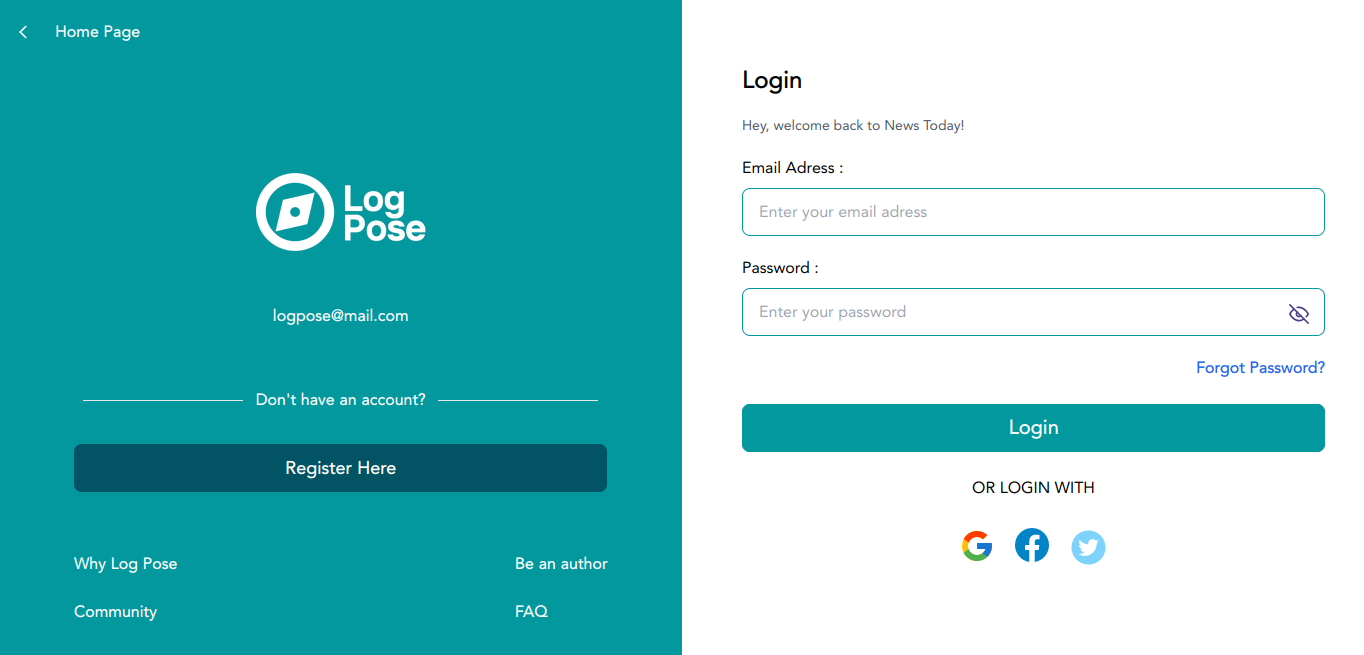 Home Page
Log
Pose
logpose@mail.com
Don't have an account?
Register Here
Why Log Pose
Be an author
Community
FAQ
Login
Hey, welcome back to News Today!
Email Adress :
Enter your email adress
Password :
Enter your password
Forgot Password?
Login
OR LOGIN WITH